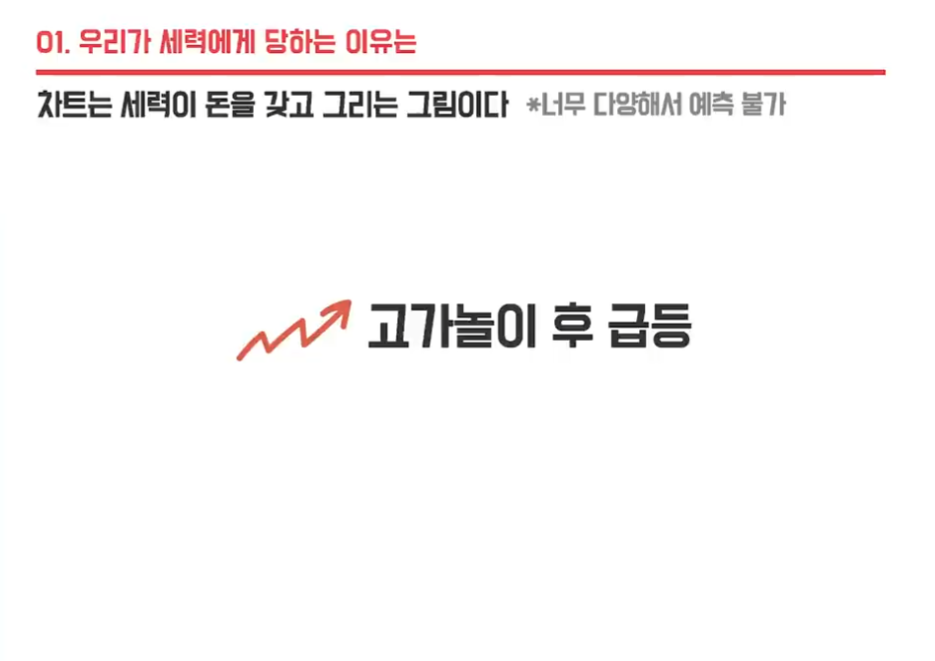 01. 우리가 세력에게 당하는 이유는
차트는 세력이 돈을 갖고 그리는 그림이다 *너무 다양해서 예측 불가
고가놀이 후 급등